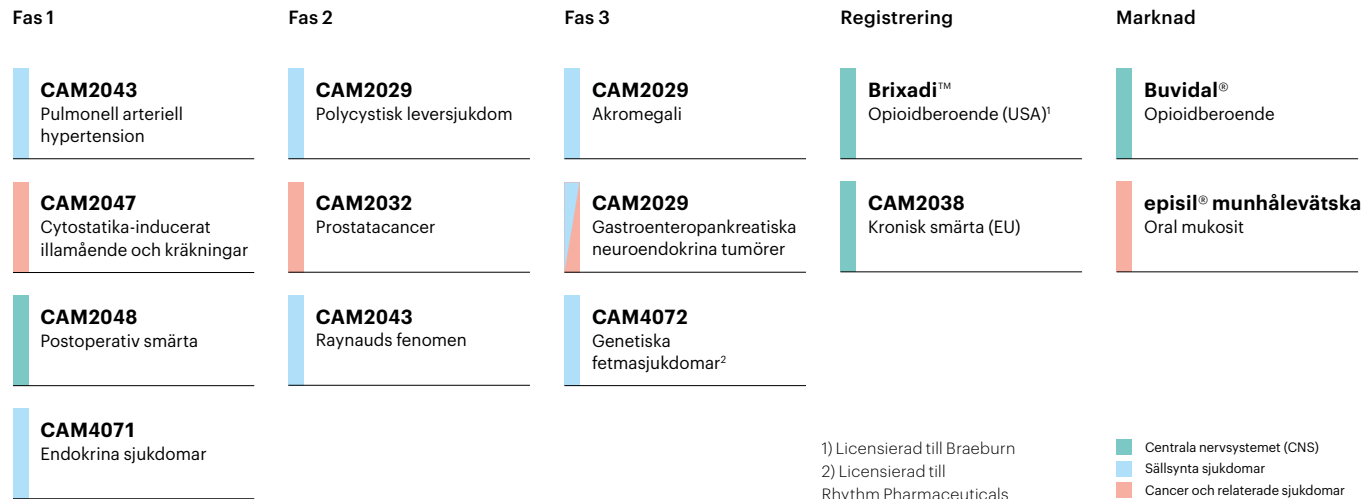 Fas 1
CAM2043
Pulmonell arteriell
hypertension
CAM2047
Cytostatika-inducerat
illamående och kräkningar
CAM2048
Postoperativ smärta
CAM4071
Endokrina sjukdomar
Fas 2
CAM2029
Polycystisk leversjukdom
CAM2032
Prostatacancer
CAM2043
Raynauds fenomen
Fas 3
CAM2029
Akromegali
CAM2029
Gastroenteropankreatiska
neuroendokrina tumörer
CAM4072
Genetiska
fetmasjukdomar²
Registrering
Brixadi™
Opioidberoende (USA)¹
CAM2038
Kronisk smärta (EU)
Marknad
Buvidal®
Opioidberoende
episil® munhålevätska
Oral mukosit
1) Licensierad till Braeburn
2) Licensierad till
Rhythm Pharmaceuticals
Centrala nervsystemet (CNS)
Sällsynta sjukdomar
Cancer och relaterade sjukdomar